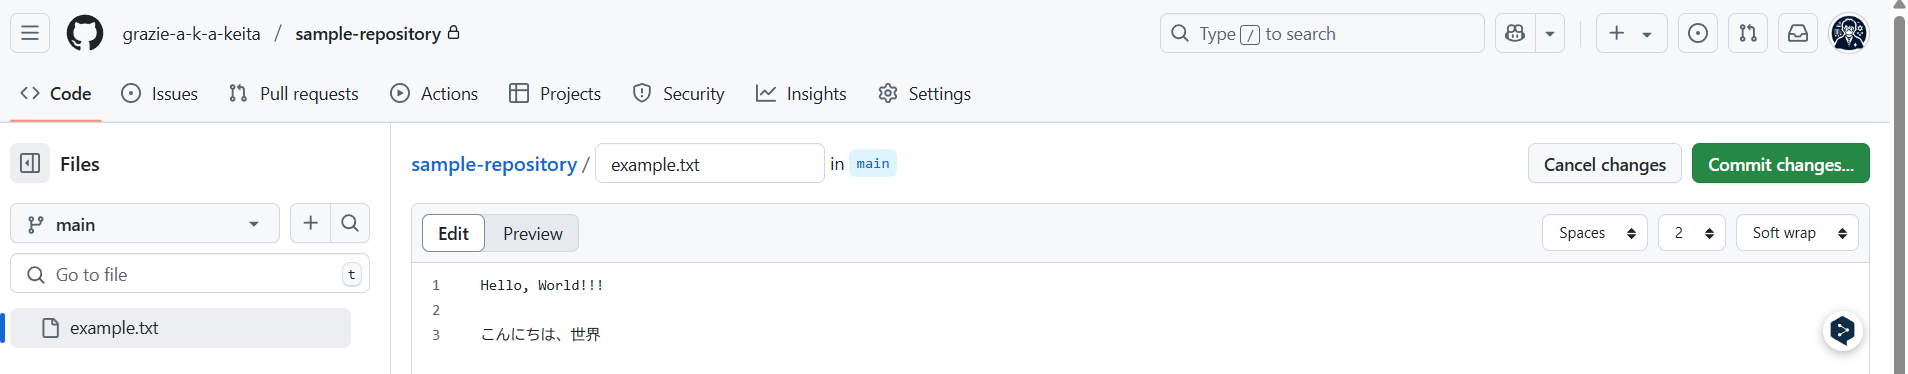 grazie-a-k-a-keita / sample-repository
Type / to search
Code Issues Pull requests Actions Projects Security Insights Settings
Files
main
Go to file t
example.txt
sample-repository / example.txt in main
Cancel changes Commit changes...
Edit Preview
Spaces 2 Soft wrap
1 Hello, World!!!
2
3 こんにちは、世界